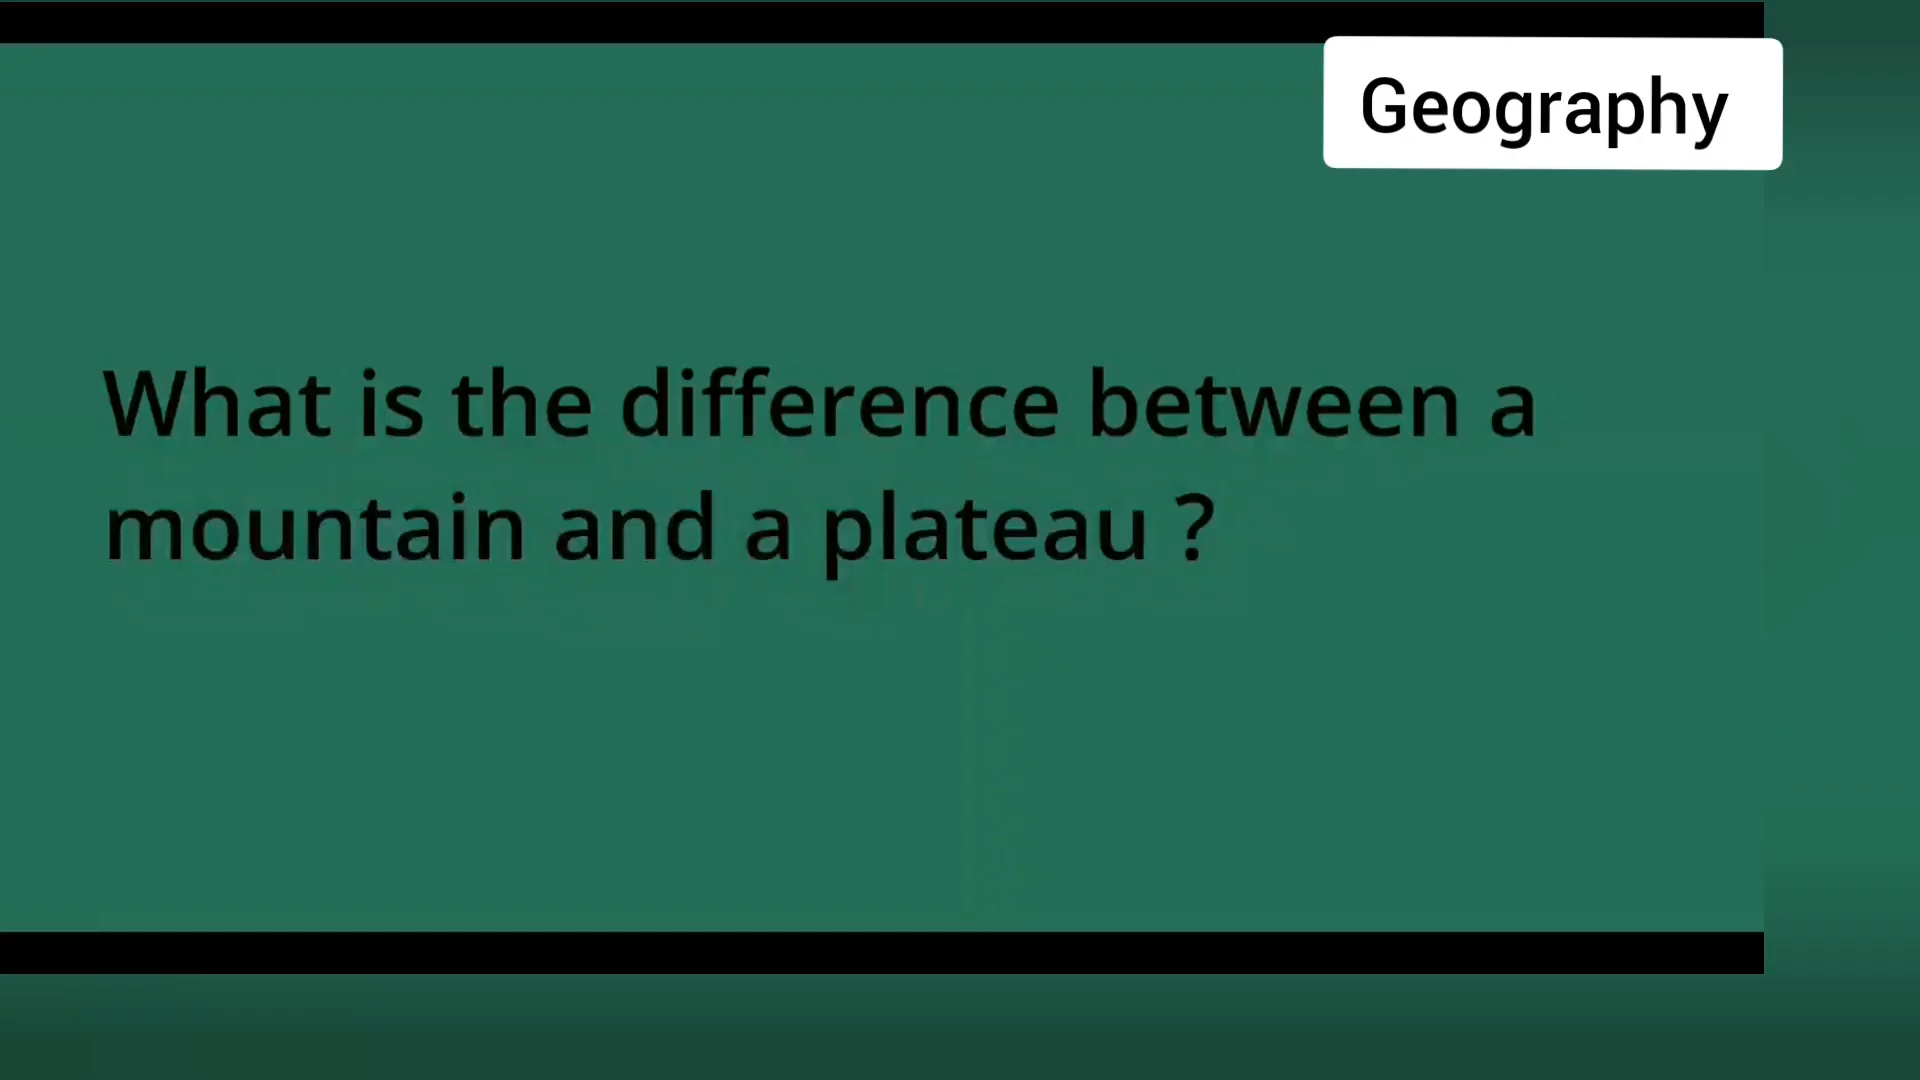 Geography
What is the difference between a
mountain and a plateau ?